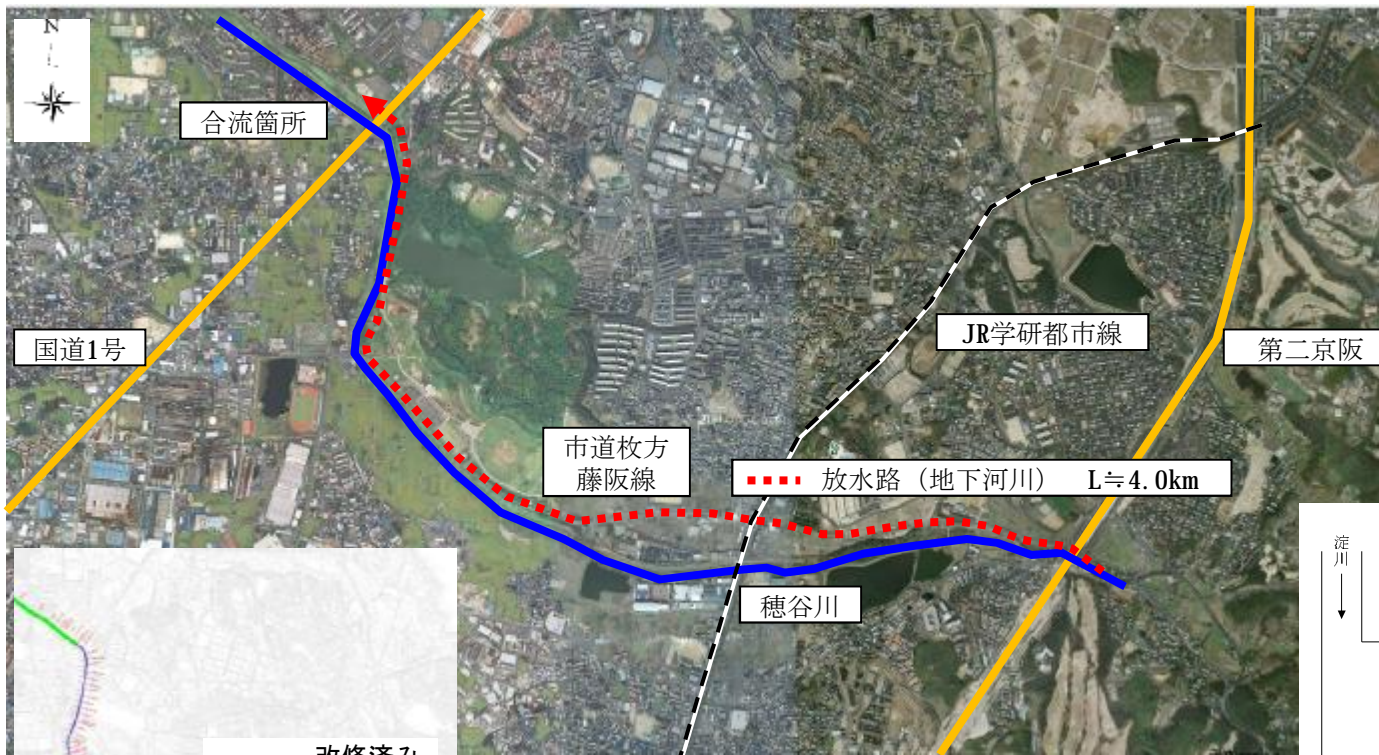 N
合流箇所
国道1号
JR学研都市線
第二京阪
市道枚方
藤阪線
放水路（地下河川） L≒4.0km
淀川
穂谷川
改修済み